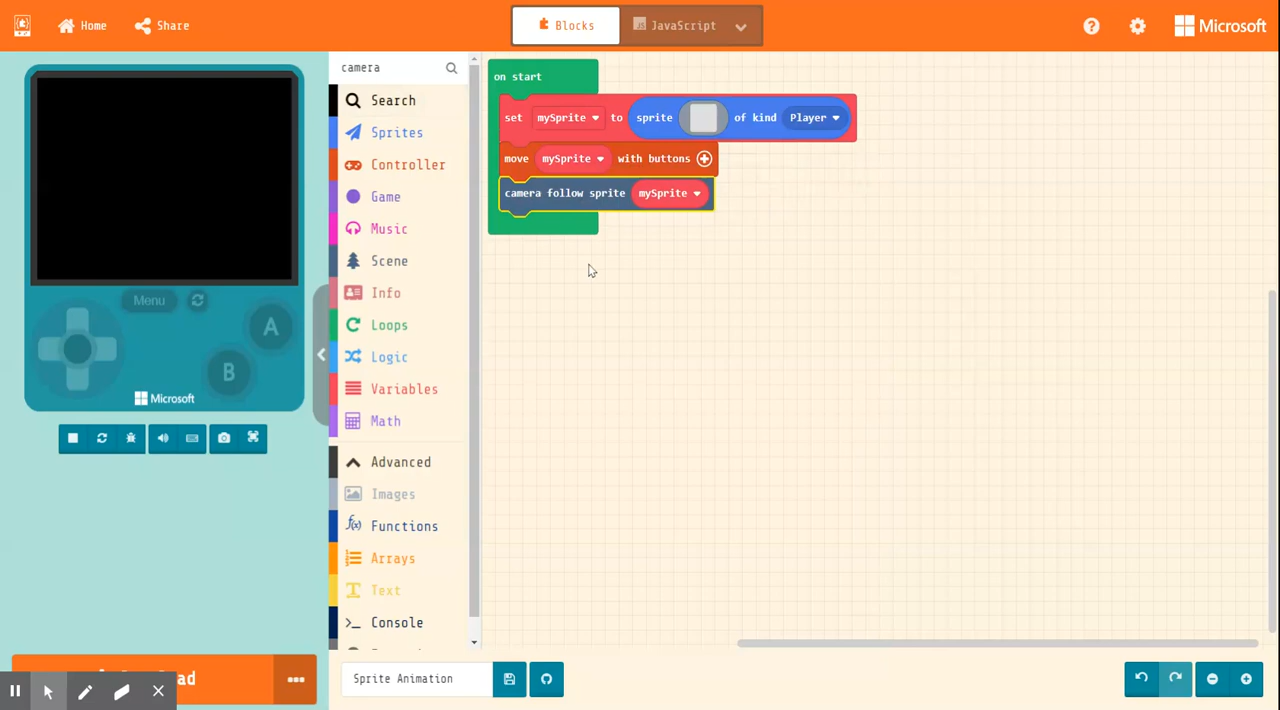 Home
Share
Blocks
JavaScript
Microsoft
camera
Search
Sprites
Controller
Game
Music
Scene
Info
Loops
Logic
Variables
Math
Advanced
Images
Functions
Arrays
Text
Console
on start
set mySprite to sprite of kind Player
move mySprite with buttons
camera follow sprite mySprite
Menu
A
B
Microsoft
Sprite Animation